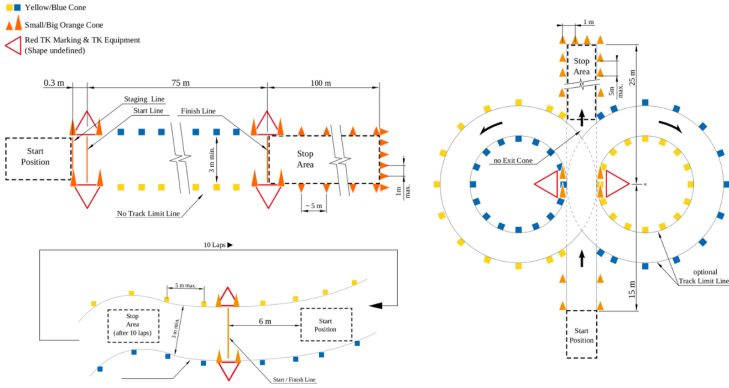 Yellow/Blue Cone
Small/Big Orange Cone
Red TK Marking & TK Equipment
(Shape undefined)
0.3 m
75 m
100 m
Staging Line
Start Line
Finish Line
Start
Position
3 m min.
Stop
Area
1m
max.
~ 5 m
No Track Limit Line
10 Laps
5 m max.
Stop
Area
(after 10 laps)
3 m min.
6 m
Start
Position
Start / Finish Line
1 m
Stop
Area
5m
max.
25 m
no Exit Cone
optional
Track Limit Line
15 m
Start
Position